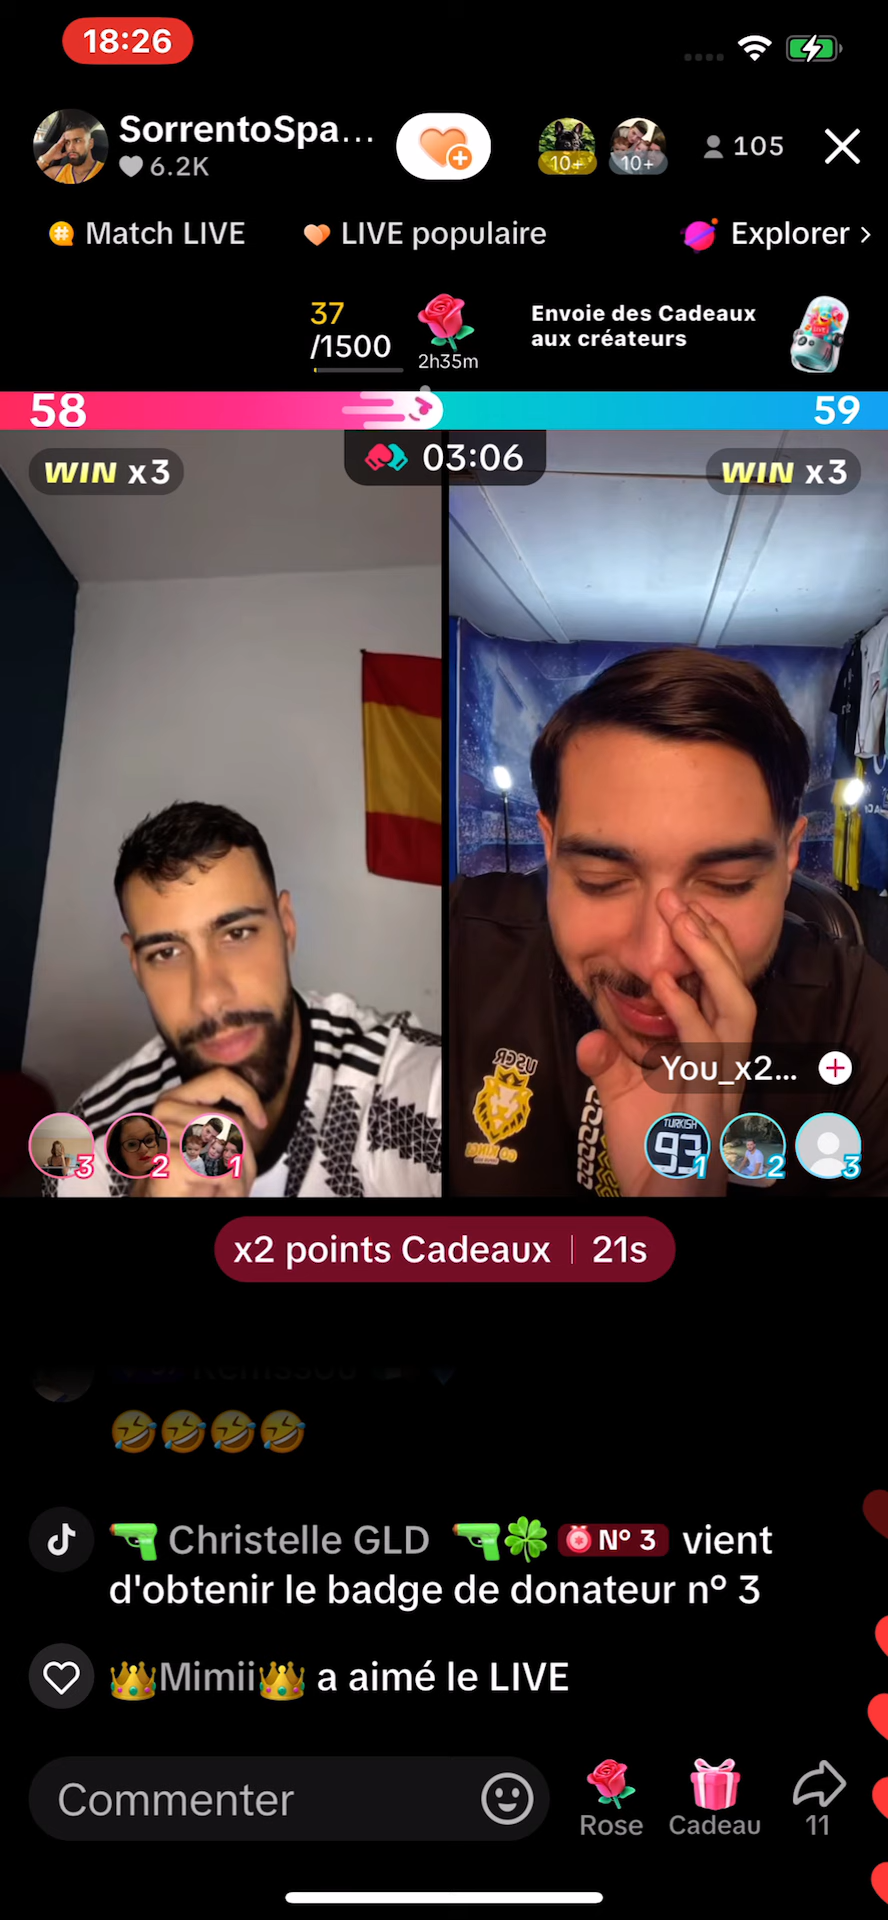 18:26
SorrentoSpa...
6.2K
10+
10+
105
Match LIVE
LIVE populaire
Explorer >
37
/1500
2h35m
Envoie des Cadeaux
aux créateurs
58
59
WIN x3
03:06
WIN x3
USCR
You_x2...
TURKISH
93
3
2
1
1
2
3
x2 points Cadeaux | 21s
🤣🤣🤣🤣
🔫 Christelle GLD 🔫🍀 N° 3 vient
d'obtenir le badge de donateur n° 3
👑Mimii👑 a aimé le LIVE
Commenter
Rose
Cadeau
11